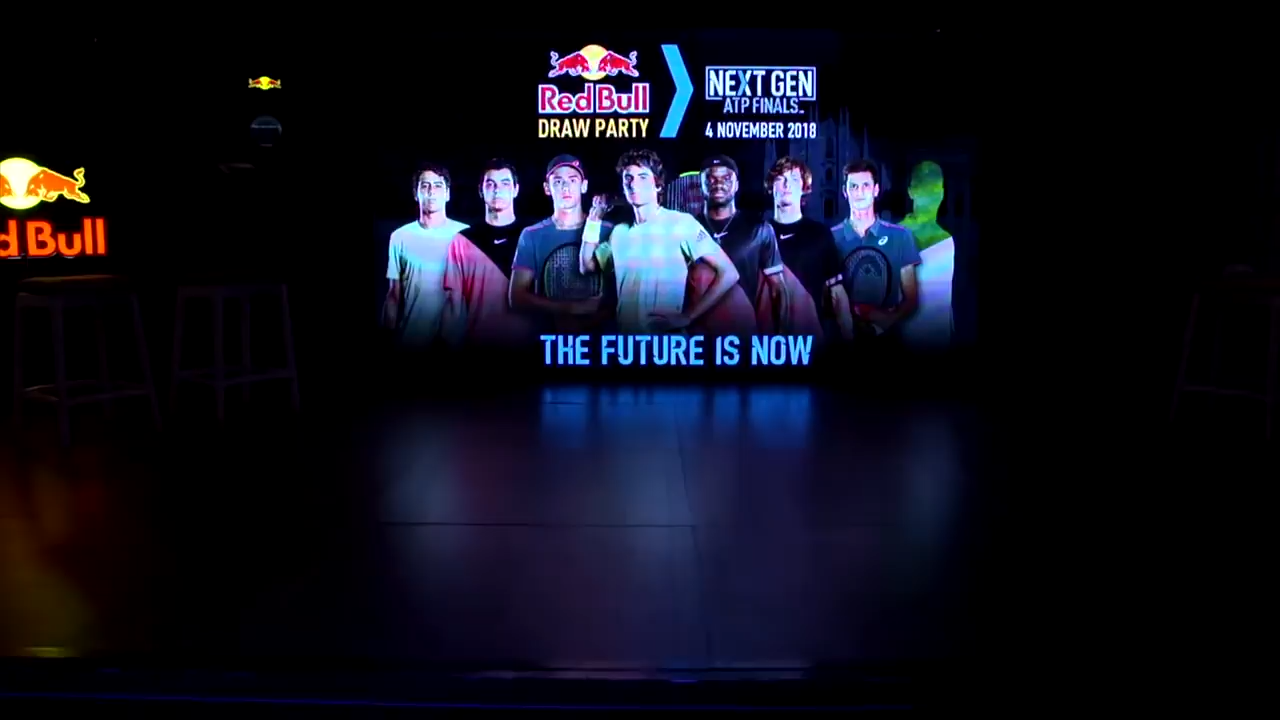 Red Bull
DRAW PARTY
NEXT GEN
ATP FINALS
4 NOVEMBER 2018
d Bull
THE FUTURE IS NOW